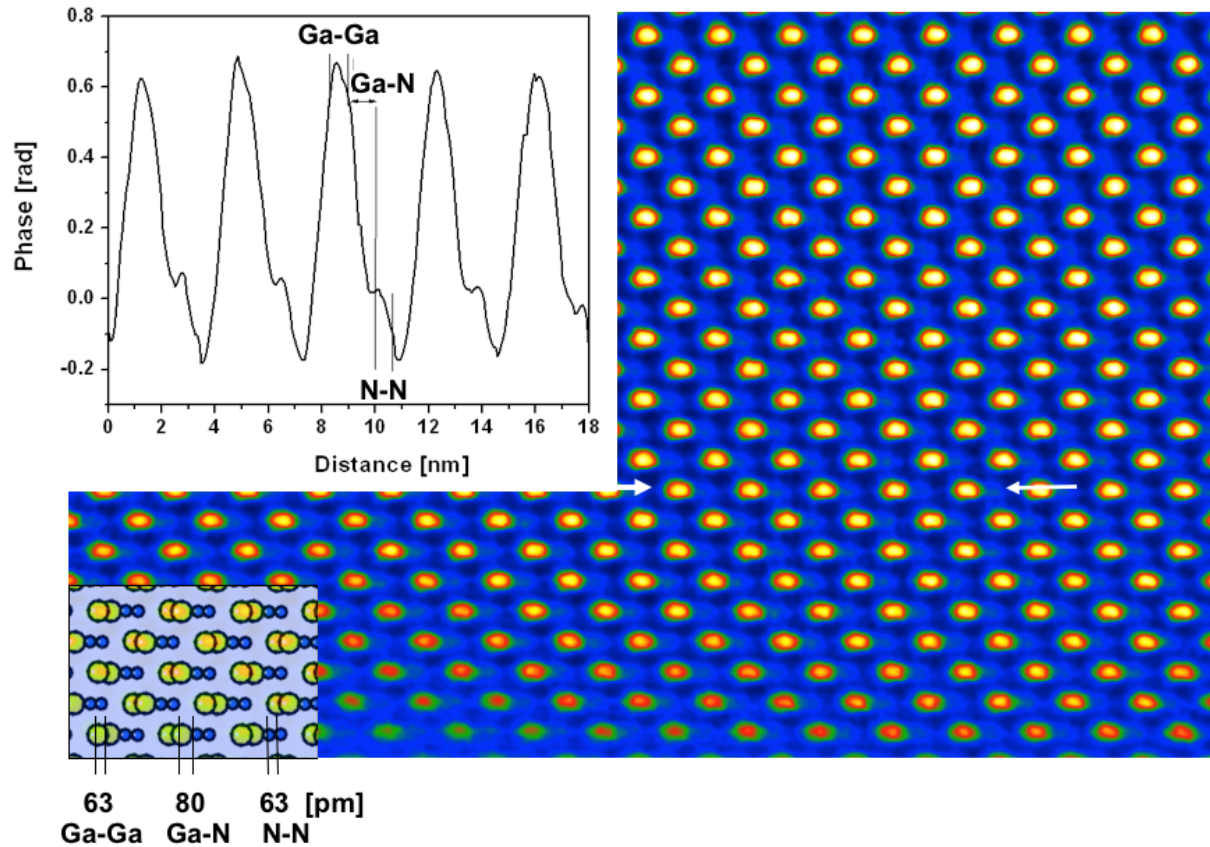 0.8
0.6
0.4
0.2
0.0
-0.2
Phase [rad]
Ga-Ga
Ga-N
N-N
0 2 4 6 8 10 12 14 16 18
Distance [nm]
63 80 63 [pm]
Ga-Ga Ga-N N-N